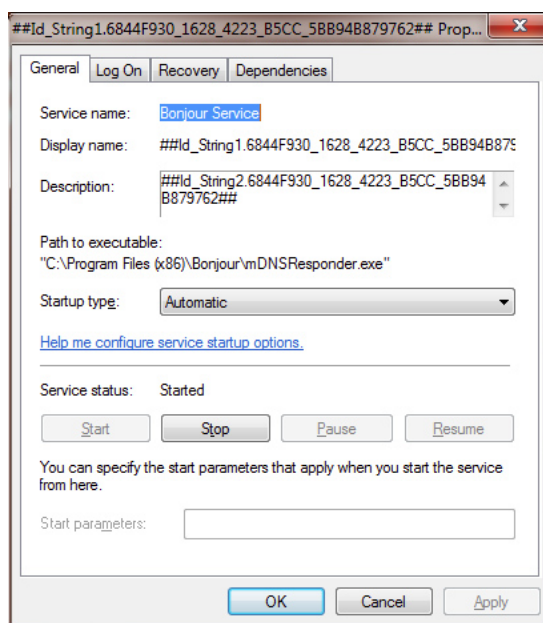 ##Id_String1.6844F930_1628_4223_B5CC_5BB94B879762## Prop...
General Log On Recovery Dependencies
Service name: Bonjour Service
Display name: ##Id_String1.6844F930_1628_4223_B5CC_5BB94B879
Description: ##Id_String2.6844F930_1628_4223_B5CC_5BB94
B879762##
Path to executable:
"C:\Program Files (x86)\Bonjour\mDNSResponder.exe"
Startup type: Automatic
Help me configure service startup options.
Service status: Started
Start Stop Pause Resume
You can specify the start parameters that apply when you start the service
from here.
Start parameters:
OK Cancel Apply